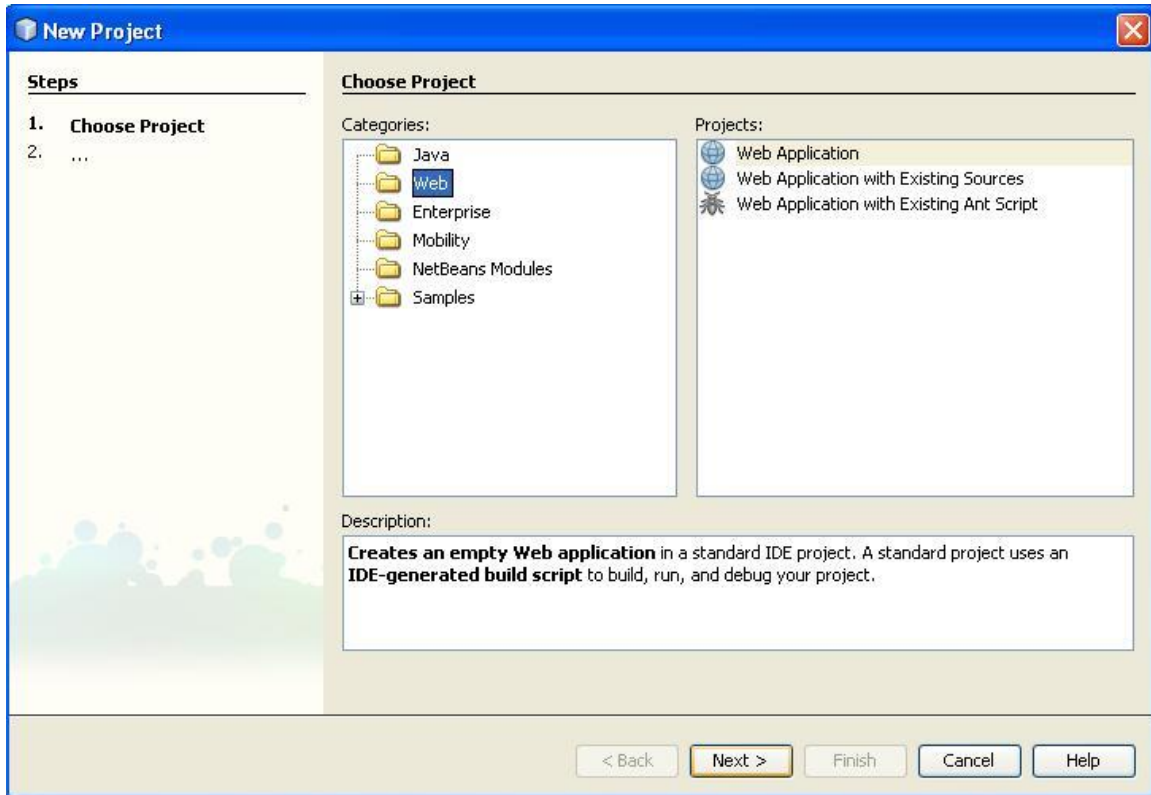 New Project
Steps
1. Choose Project
2. ...
Choose Project
Categories:
Java
Web
Enterprise
Mobility
NetBeans Modules
Samples
Projects:
Web Application
Web Application with Existing Sources
Web Application with Existing Ant Script
Description:
Creates an empty Web application in a standard IDE project. A standard project uses an
IDE-generated build script to build, run, and debug your project.
< Back
Next >
Finish
Cancel
Help